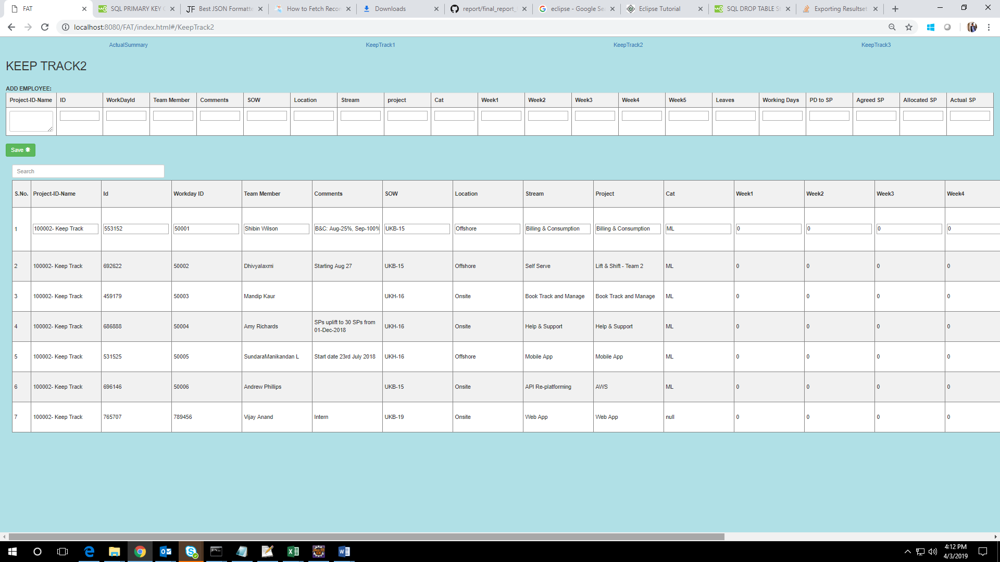 FAT
SQL PRIMARY KEY C
JF Best JSON Formatte
How to Fetch Recor
Downloads
report/final_report_
eclipse - Google Se
Eclipse Tutorial
SQL DROP TABLE S
Exporting Resultset
localhost:8080/FAT/index.html#/KeepTrack2
ActualSummary KeepTrack1 KeepTrack2 KeepTrack3
KEEP TRACK2
ADD EMPLOYEE:
Project-ID-Name ID WorkDayId Team Member Comments SOW Location Stream project Cat Week1 Week2 Week3 Week4 Week5 Leaves Working Days PD to SP Agreed SP Allocated SP Actual SP
Save
Search
S.No. Project-ID-Name Id Workday ID Team Member Comments SOW Location Stream Project Cat Week1 Week2 Week3 Week4
1 100002- Keep Track 553152 50001 Shibin Wilson B&C: Aug-25%, Sep-100% UKB-15 Offshore Billing & Consumption Billing & Consumption ML 0 0 0 0
2 100002- Keep Track 692622 50002 Dhivyalaxmi Starting Aug 27 UKB-15 Offshore Self Serve Lift & Shift - Team 2 ML 0 0 0 0
3 100002- Keep Track 459179 50003 Mandip Kaur UKH-16 Onsite Book Track and Manage Book Track and Manage ML 0 0 0 0
4 100002- Keep Track 686888 50004 Amy Richards SPs uplift to 30 SPs from 01-Dec-2018 UKH-16 Onsite Help & Support Help & Support ML 0 0 0 0
5 100002- Keep Track 531525 50005 SundaraManikandan L Start date 23rd July 2018 UKH-16 Offshore Mobile App Mobile App ML 0 0 0 0
6 100002- Keep Track 696146 50006 Andrew Phillips UKB-15 Onsite API Re-platforming AWS ML 0 0 0 0
7 100002- Keep Track 765707 789456 Vijay Anand Intern UKB-19 Onsite Web App Web App null 0 0 0 0
4:12 PM
4/3/2019